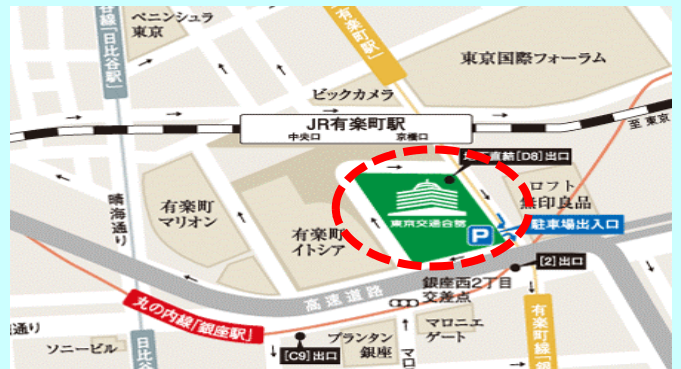 ペニンシュラ
東京
谷線「日比谷駅」
有楽町駅」
東京国際フォーラム
ビックカメラ
JR有楽町駅
中央口
京橋口
至 東京
直結[D8]出口
ロフト
無印良品
晴海通り
有楽町
マリオン
有楽町
イトシア
東京交通会館
P
駐車場出入口
[2]出口
銀座西2丁目
交差点
高速道路
丸の内線「銀座駅」
通り
ソニービル
日比谷
[C9]出口
プランタン
銀座
マロニエ
ゲート
マロ
有楽町線「銀